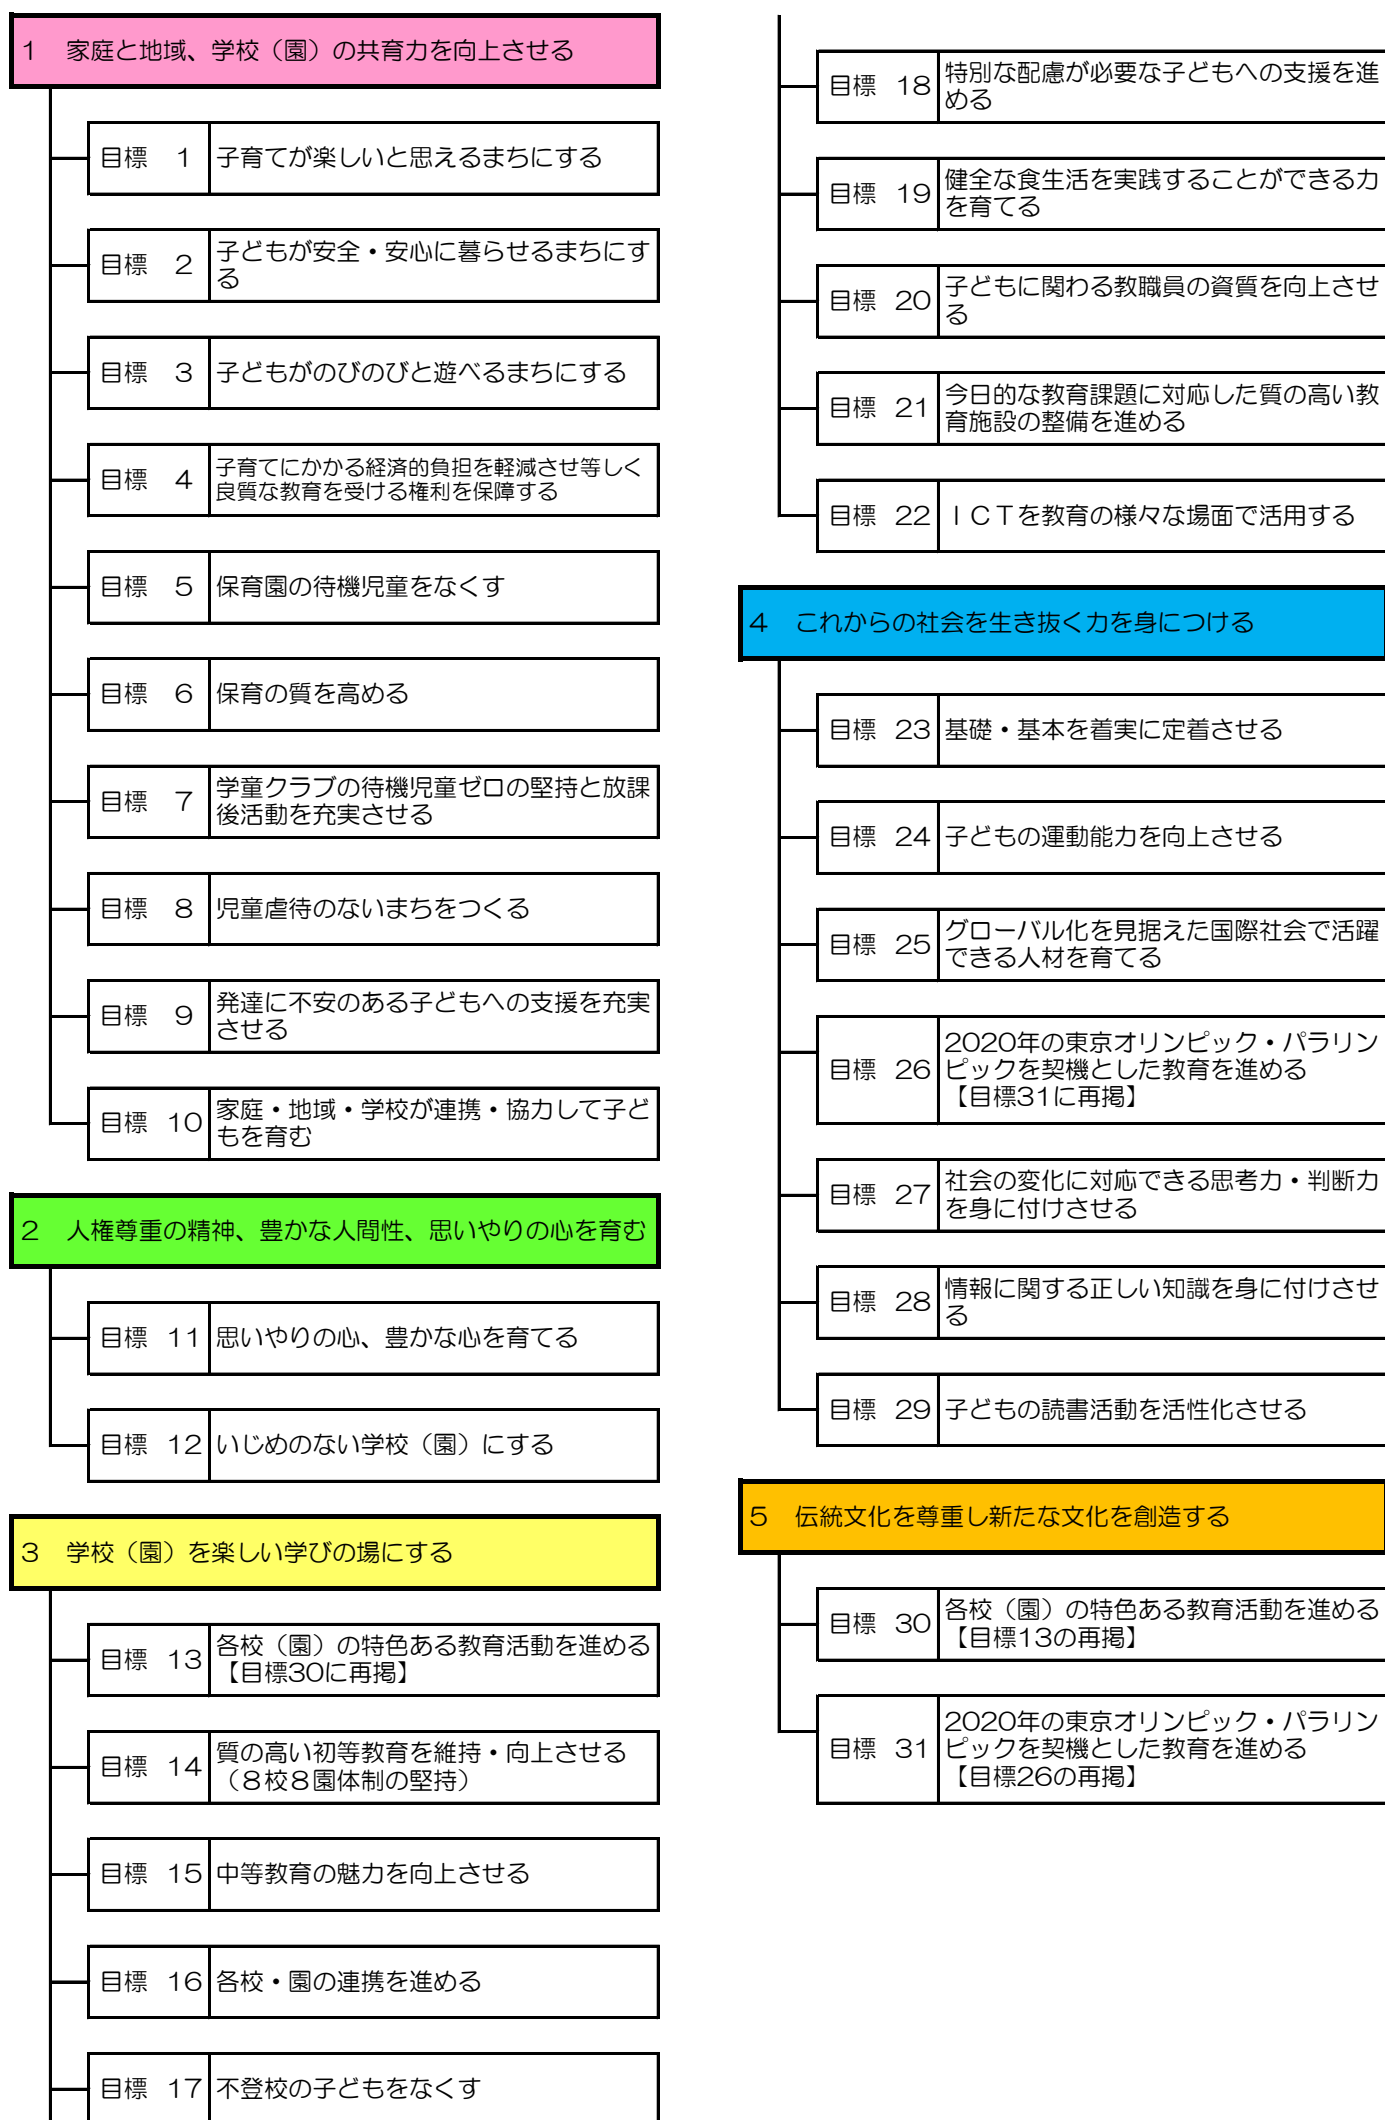 1　家庭と地域、学校（園）の共育力を向上させる
目標　1　子育てが楽しいと思えるまちにする
目標　2　子どもが安全・安心に暮らせるまちにす
る
目標　3　子どもがのびのびと遊べるまちにする
目標　4　子育てにかかる経済的負担を軽減させ等しく
良質な教育を受ける権利を保障する
目標　5　保育園の待機児童をなくす
目標　6　保育の質を高める
目標　7　学童クラブの待機児童ゼロの堅持と放課
後活動を充実させる
目標　8　児童虐待のないまちをつくる
目標　9　発達に不安のある子どもへの支援を充実
させる
目標　10　家庭・地域・学校が連携・協力して子ど
もを育む
2　人権尊重の精神、豊かな人間性、思いやりの心を育む
目標　11　思いやりの心、豊かな心を育てる
目標　12　いじめのない学校（園）にする
3　学校（園）を楽しい学びの場にする
目標　13　各校（園）の特色ある教育活動を進める
【目標30に再掲】
目標　14　質の高い初等教育を維持・向上させる
（８校８園体制の堅持）
目標　15　中等教育の魅力を向上させる
目標　16　各校・園の連携を進める
目標　17　不登校の子どもをなくす
目標　18　特別な配慮が必要な子どもへの支援を進
める
目標　19　健全な食生活を実践することができる力
を育てる
目標　20　子どもに関わる教職員の資質を向上させ
る
目標　21　今日的な教育課題に対応した質の高い教
育施設の整備を進める
目標　22　ＩＣＴを教育の様々な場面で活用する
4　これからの社会を生き抜く力を身につける
目標　23　基礎・基本を着実に定着させる
目標　24　子どもの運動能力を向上させる
目標　25　グローバル化を見据えた国際社会で活躍
できる人材を育てる
目標　26　2020年の東京オリンピック・パラリン
ピックを契機とした教育を進める
【目標31に再掲】
目標　27　社会の変化に対応できる思考力・判断力
を身に付けさせる
目標　28　情報に関する正しい知識を身に付けさせ
る
目標　29　子どもの読書活動を活性化させる
5　伝統文化を尊重し新たな文化を創造する
目標　30　各校（園）の特色ある教育活動を進める
【目標13の再掲】
目標　31　2020年の東京オリンピック・パラリン
ピックを契機とした教育を進める
【目標26の再掲】